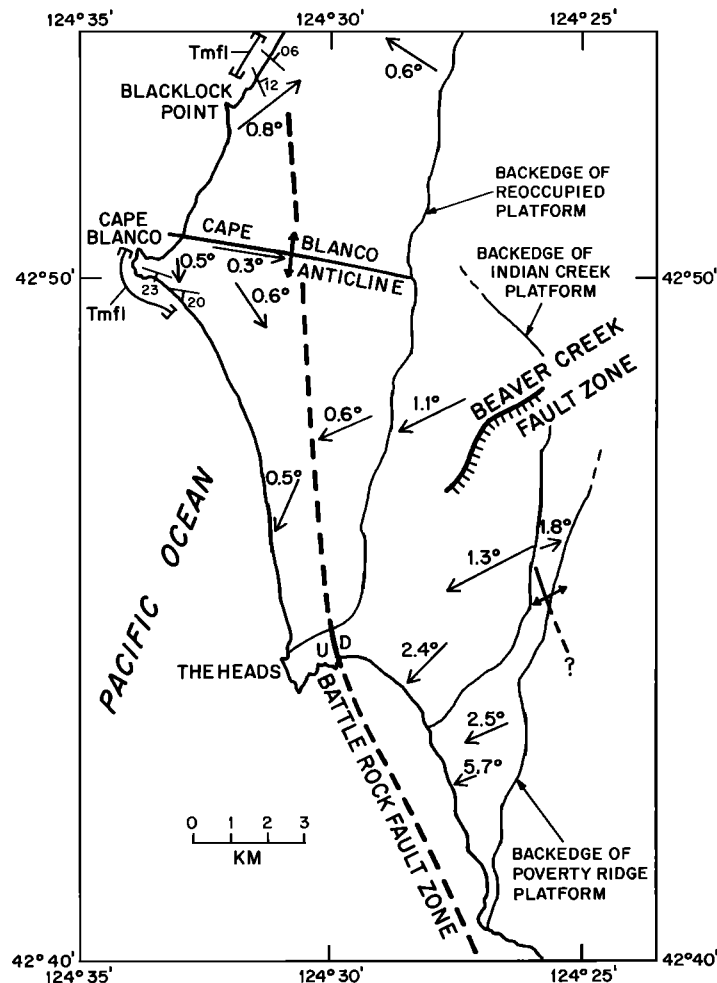 124°35' 124°30' 124°25'
Tmfl
06
12
0.6°
BLACKLOCK
POINT
0.8°
BACKEDGE OF
REOCCUPIED
PLATFORM
CAPE
BLANCO
CAPE BLANCO
ANTICLINE
BACKEDGE OF
INDIAN CREEK
PLATFORM
42°50' 42°50'
0.5°
0.3°
23
20
0.6°
Tmfl
BEAVER CREEK
FAULT ZONE
0.6°
1.1°
0.5°
PACIFIC OCEAN
1.8°
1.3°
U D
2.4°
?
THE HEADS
BATTLE ROCK FAULT ZONE
2.5°
5.7°
0 1 2 3
KM
BACKEDGE OF
POVERTY RIDGE
PLATFORM
42°40' 42°40'
124°35' 124°30' 124°25'